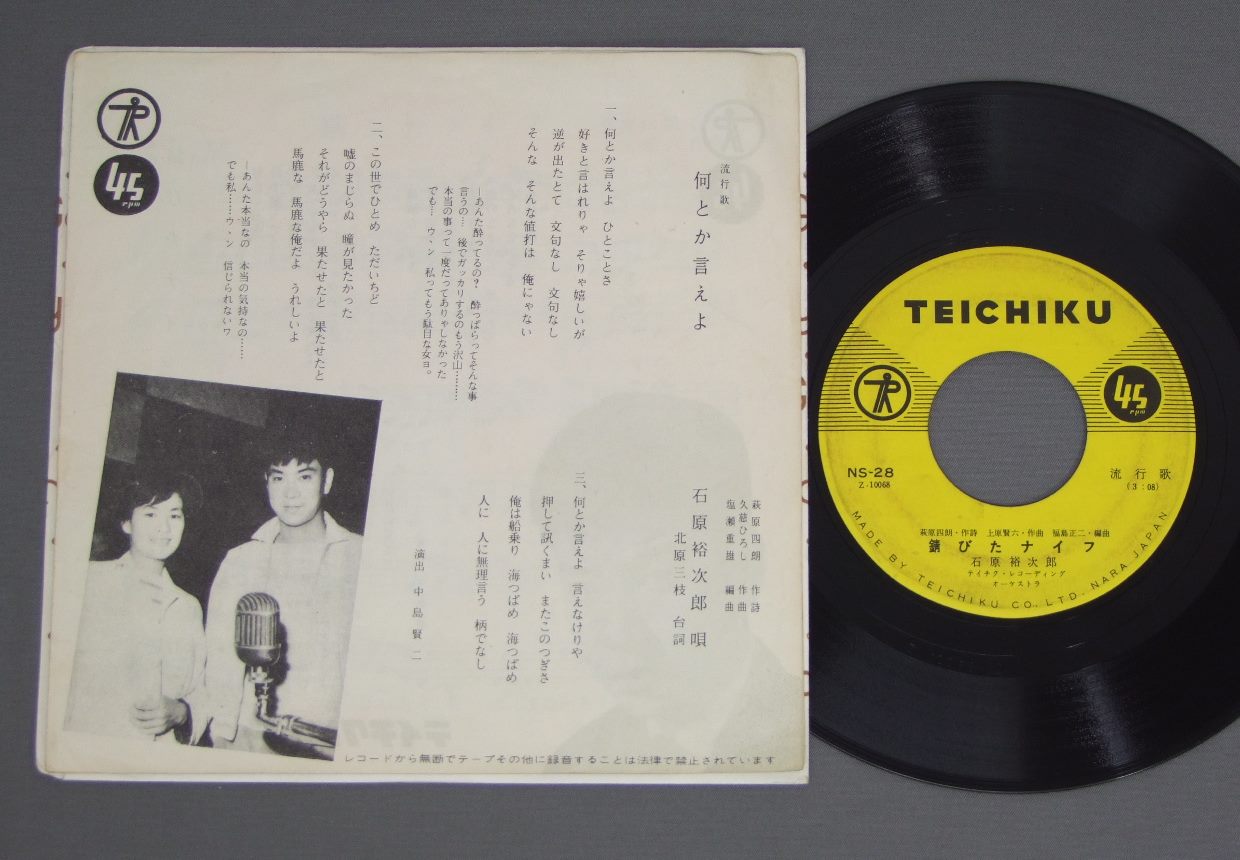 流行歌
何とか言えよ
萩原四朗　作詩
久慈ひろし　作曲
塩瀬重雄　編曲
石原裕次郎　唄
北原三枝　台詞
一、何とか言えよ　ひとことさ
好きと言はれりゃ　そりゃ嬉しいが
逆が出たとて　文句なし　文句なし
そんな　そんな値打は　俺にゃない
―あんた酔ってるの?　酔っぱらってそんな事
言うの…　後でガッカリするのもう沢山………
本当の事って一度だってありゃしなかった
でも…　ウヽン　私ってもう駄目な女ヨ。
二、この世でひとめ　ただいちど
嘘のまじらぬ　瞳が見たかった
それがどうやら　果たせたと　果たせたと
馬鹿な　馬鹿な俺だよ　うれしいよ
―あんた本当なの　本当の気持なの……
でも私……ウヽン　信じられないワ
三、何とか言えよ　言えなけりや
押して訊くまい　またこのつぎさ
俺は船乗り　海つばめ　海つばめ
人に　人に無理言う　柄でなし
演出　中島賢二
レコードから無断でテープその他に録音することは法律で禁止されています
45
rpm
TEICHIKU
45
rpm
NS-28
Z-10068
流行歌
(3:08)
萩原四朗・作詩　上原賢六・作曲　福島正二・編曲
錆びたナイフ
石原裕次郎
テイチク・レコーディング
オーケストラ
MADE BY TEICHIKU CO., LTD. NARA JAPAN